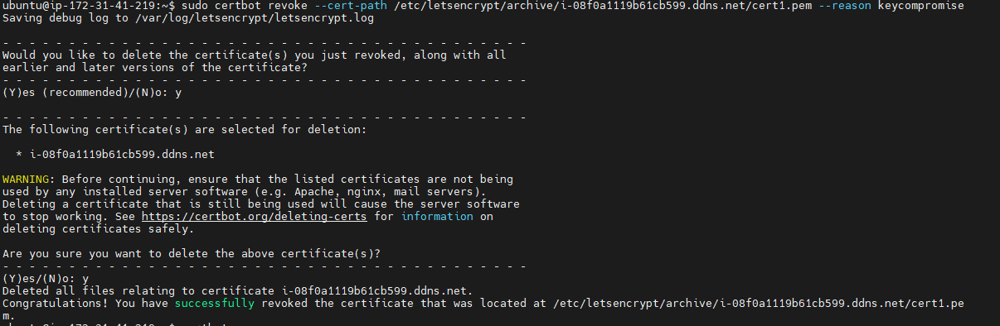 ubuntu@ip-172-31-41-219:~$ sudo certbot revoke --cert-path /etc/letsencrypt/archive/i-08f0a1119b61cb599.ddns.net/cert1.pem --reason keycompromise
Saving debug log to /var/log/letsencrypt/letsencrypt.log
- - - - - - - - - - - - - - - - - - - - - - - - - - - - - - - - - - - - - - - -
Would you like to delete the certificate(s) you just revoked, along with all
earlier and later versions of the certificate?
- - - - - - - - - - - - - - - - - - - - - - - - - - - - - - - - - - - - - - - -
(Y)es (recommended)/(N)o: y
- - - - - - - - - - - - - - - - - - - - - - - - - - - - - - - - - - - - - - - -
The following certificate(s) are selected for deletion:
* i-08f0a1119b61cb599.ddns.net
WARNING: Before continuing, ensure that the listed certificates are not being
used by any installed server software (e.g. Apache, nginx, mail servers).
Deleting a certificate that is still being used will cause the server software
to stop working. See https://certbot.org/deleting-certs for information on
deleting certificates safely.
Are you sure you want to delete the above certificate(s)?
- - - - - - - - - - - - - - - - - - - - - - - - - - - - - - - - - - - - - - - -
(Y)es/(N)o: y
Deleted all files relating to certificate i-08f0a1119b61cb599.ddns.net.
Congratulations! You have successfully revoked the certificate that was located at /etc/letsencrypt/archive/i-08f0a1119b61cb599.ddns.net/cert1.pe
m.